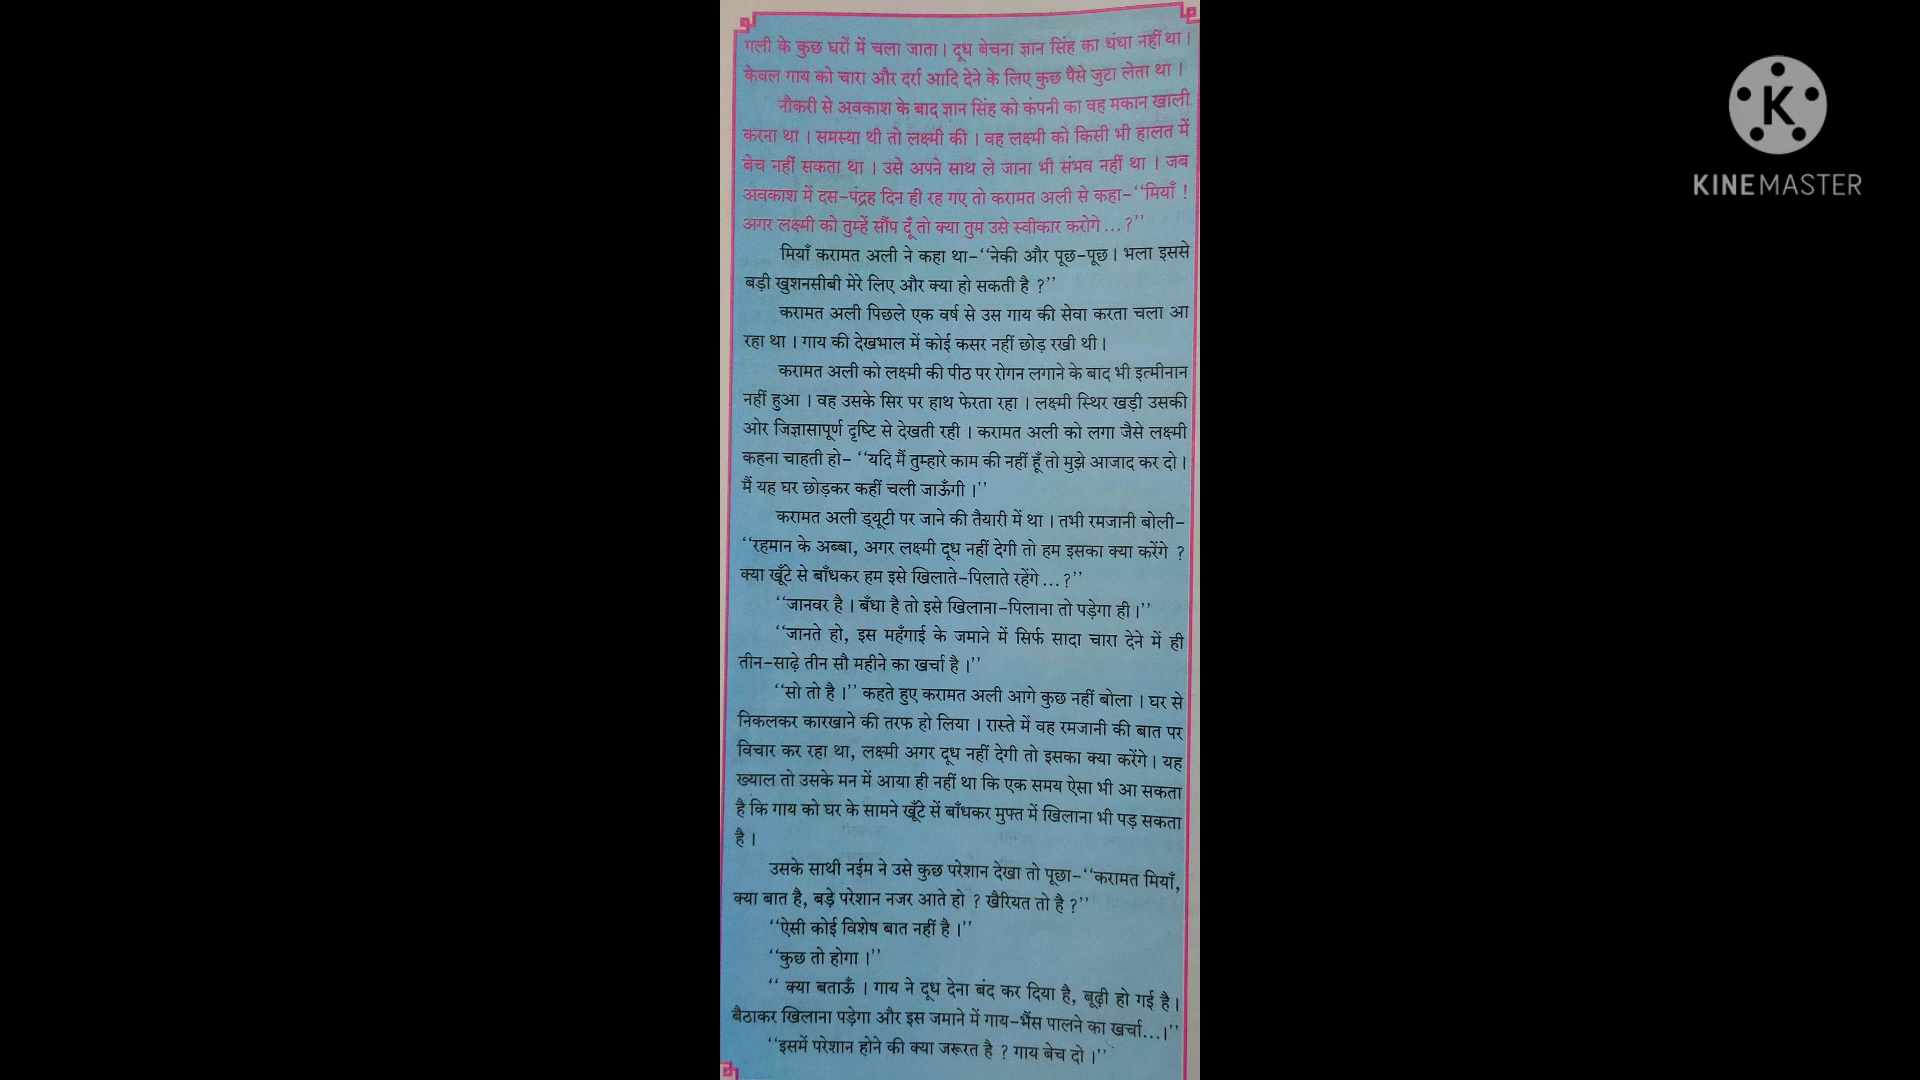 गली के कुछ घरों में चला जाता । दूध बेचना ज्ञान सिंह का धंधा नहीं था ।
केवल गाय को चारा और दर्रा आदि देने के लिए कुछ पैसे जुटा लेता था ।
नौकरी से अवकाश के बाद ज्ञान सिंह को कंपनी का वह मकान खाली
करना था । समस्या थी तो लक्ष्मी की । वह लक्ष्मी को किसी भी हालत में
बेच नहीं सकता था । उसे अपने साथ ले जाना भी संभव नहीं था । जब
अवकाश में दस-पंद्रह दिन ही रह गए तो करामत अली से कहा-‘‘मियाँ !
अगर लक्ष्मी को तुम्हें सौंप दूँ तो क्या तुम उसे स्वीकार करोगे...?’’
मियाँ करामत अली ने कहा था-‘‘नेकी और पूछ-पूछ । भला इससे
बड़ी खुशनसीबी मेरे लिए और क्या हो सकती है ?’’
करामत अली पिछले एक वर्ष से उस गाय की सेवा करता चला आ
रहा था । गाय की देखभाल में कोई कसर नहीं छोड़ रखी थी ।
करामत अली को लक्ष्मी की पीठ पर रोगन लगाने के बाद भी इत्मीनान
नहीं हुआ । वह उसके सिर पर हाथ फेरता रहा । लक्ष्मी स्थिर खड़ी उसकी
ओर जिज्ञासापूर्ण दृष्टि से देखती रही । करामत अली को लगा जैसे लक्ष्मी
कहना चाहती हो- ‘‘यदि मैं तुम्हारे काम की नहीं हूँ तो मुझे आजाद कर दो ।
मैं यह घर छोड़कर कहीं चली जाऊँगी ।’’
करामत अली ड्यूटी पर जाने की तैयारी में था । तभी रमजानी बोली-
‘‘रहमान के अब्बा, अगर लक्ष्मी दूध नहीं देगी तो हम इसका क्या करेंगे ?
क्या खूँटे से बाँधकर हम इसे खिलाते-पिलाते रहेंगे...?’’
‘‘जानवर है । बँधा है तो इसे खिलाना-पिलाना तो पड़ेगा ही ।’’
‘‘जानते हो, इस महँगाई के जमाने में सिर्फ सादा चारा देने में ही
तीन-साढ़े तीन सौ महीने का खर्चा है ।’’
‘‘सो तो है ।’’ कहते हुए करामत अली आगे कुछ नहीं बोला । घर से
निकलकर कारखाने की तरफ हो लिया । रास्ते में वह रमजानी की बात पर
विचार कर रहा था, लक्ष्मी अगर दूध नहीं देगी तो इसका क्या करेंगे । यह
ख्याल तो उसके मन में आया ही नहीं था कि एक समय ऐसा भी आ सकता
है कि गाय को घर के सामने खूँटे सें बाँधकर मुफ्त में खिलाना भी पड़ सकता
है ।
उसके साथी नईम ने उसे कुछ परेशान देखा तो पूछा-‘‘करामत मियाँ,
क्या बात है, बड़े परेशान नजर आते हो ? खैरियत तो है ?’’
‘‘ऐसी कोई विशेष बात नहीं है ।’’
‘‘कुछ तो होगा ।’’
‘‘ क्या बताऊँ । गाय ने दूध देना बंद कर दिया है, बूढ़ी हो गई है ।
बैठाकर खिलाना पड़ेगा और इस जमाने में गाय-भैंस पालने का खर्चा...।’’
‘‘इसमें परेशान होने की क्या जरूरत है ? गाय बेच दो ।’’
K
KINEMASTER